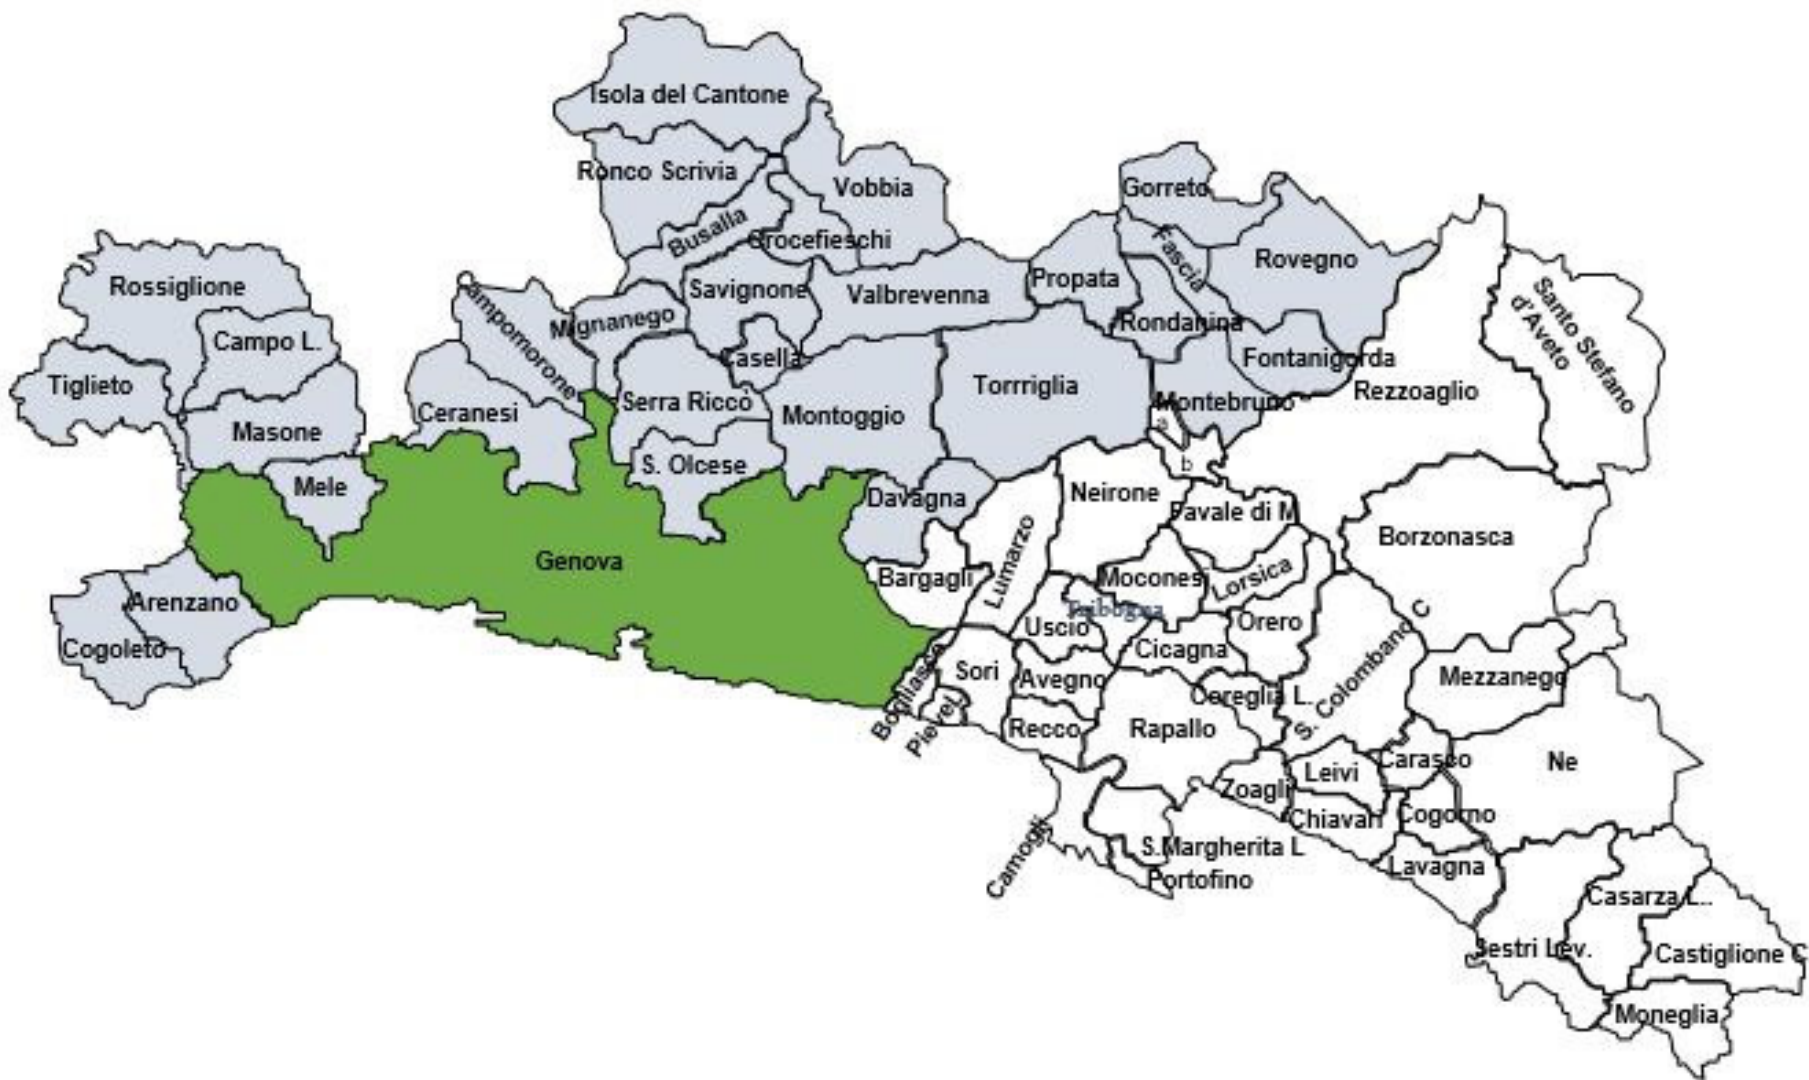 Isola del Cantone
Ronco Scrivia
Vobbia
Gorreto
Busalla
Crocefieschi
Fascia
Rovegno
Rossiglione
Savignone
Valbrevenna
Propata
Santo Stefano
d'Aveto
Campomorone
Mignanego
Rondanina
Campo L.
Casella
Fontanigorda
Tiglieto
Torrriglia
Rezzoaglio
Ceranesi
Serra Riccò
Montoggio
Montebruno
a
Masone
S. Olcese
b
Mele
Davagna
Neirone
Favale di M
Borzonasca
Genova
Lumarzo
Bargagli
Moconesi
Lorsica
Arenzano
Tribogna
Uscio
Orero
Cogoleto
Cicagna
S. Colombano C
Bogliasco
Sori
Avegno
Mezzanego
Coreglia L.
PieveL
Recco
Rapallo
Carasco
Ne
Leivi
Zoagli
Chiavari
Cogorno
Camogli
S.Margherita L
Portofino
Lavagna
Casarza L..
Sestri Lev.
Castiglione C
Moneglia